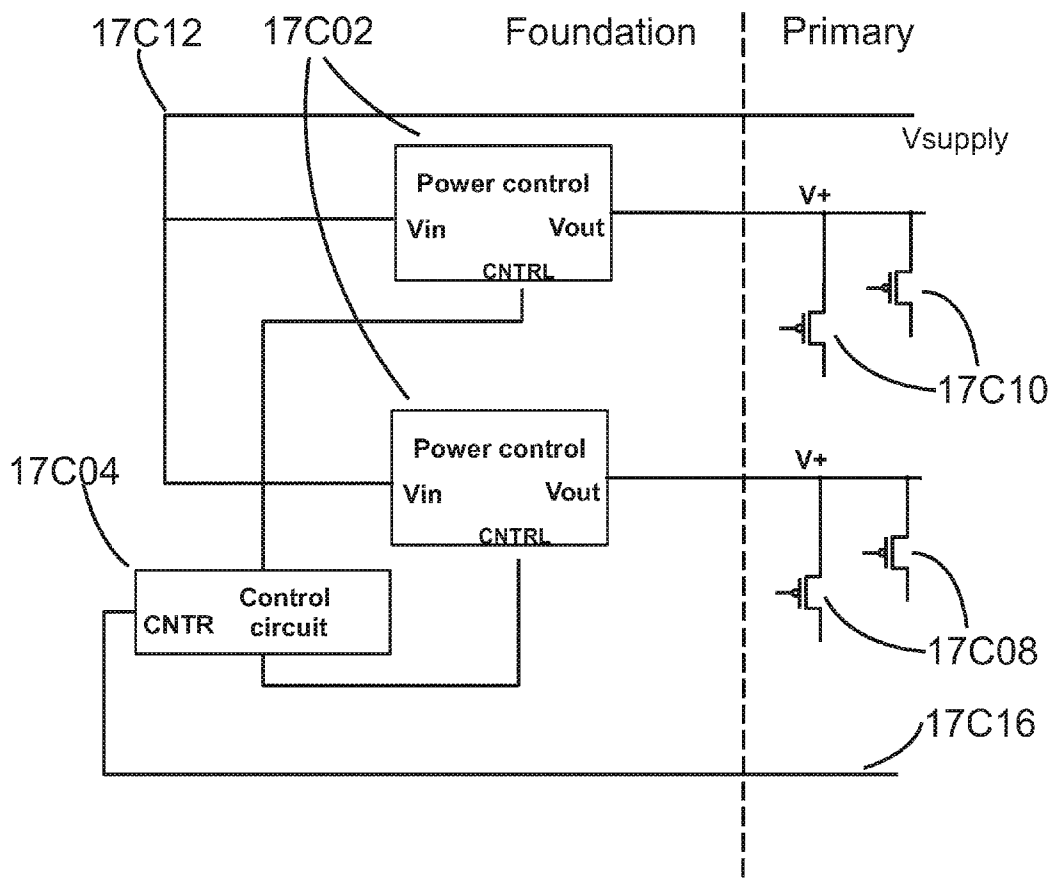 17C12
17C02
Foundation
Primary
Vsupply
Power control
Vin
Vout
CNTRL
V+
17C10
Power control
Vin
Vout
CNTRL
V+
17C04
Control
circuit
CNTR
17C08
17C16